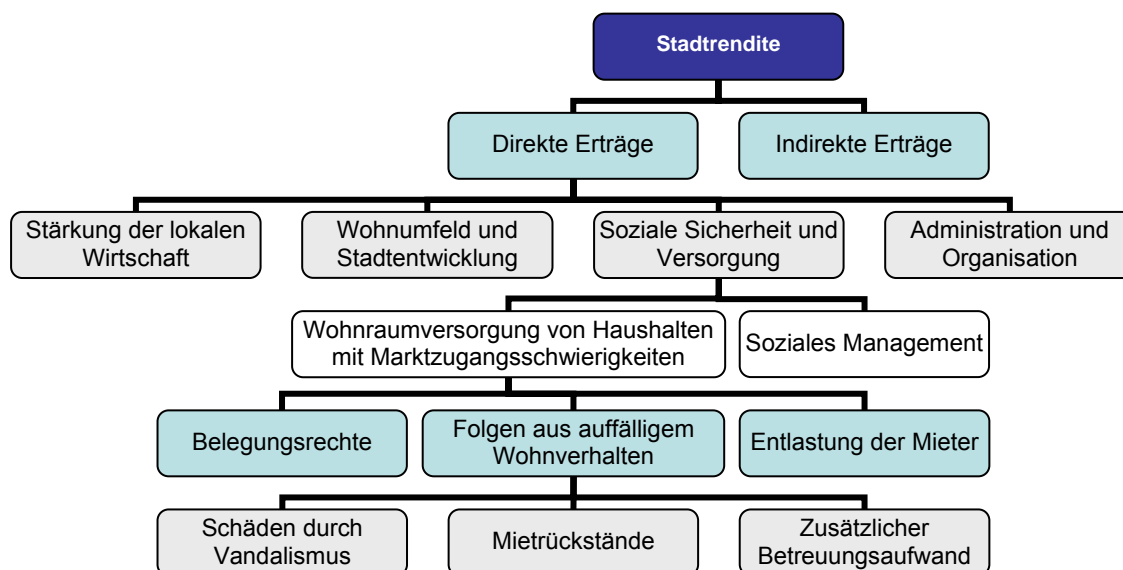 Stadtrendite
Direkte Erträge
Indirekte Erträge
Stärkung der lokalen
Wirtschaft
Wohnumfeld und
Stadtentwicklung
Soziale Sicherheit und
Versorgung
Administration und
Organisation
Wohnraumversorgung von Haushalten
mit Marktzugangsschwierigkeiten
Soziales Management
Belegungsrechte
Folgen aus auffälligem
Wohnverhalten
Entlastung der Mieter
Schäden durch
Vandalismus
Mietrückstände
Zusätzlicher
Betreuungsaufwand